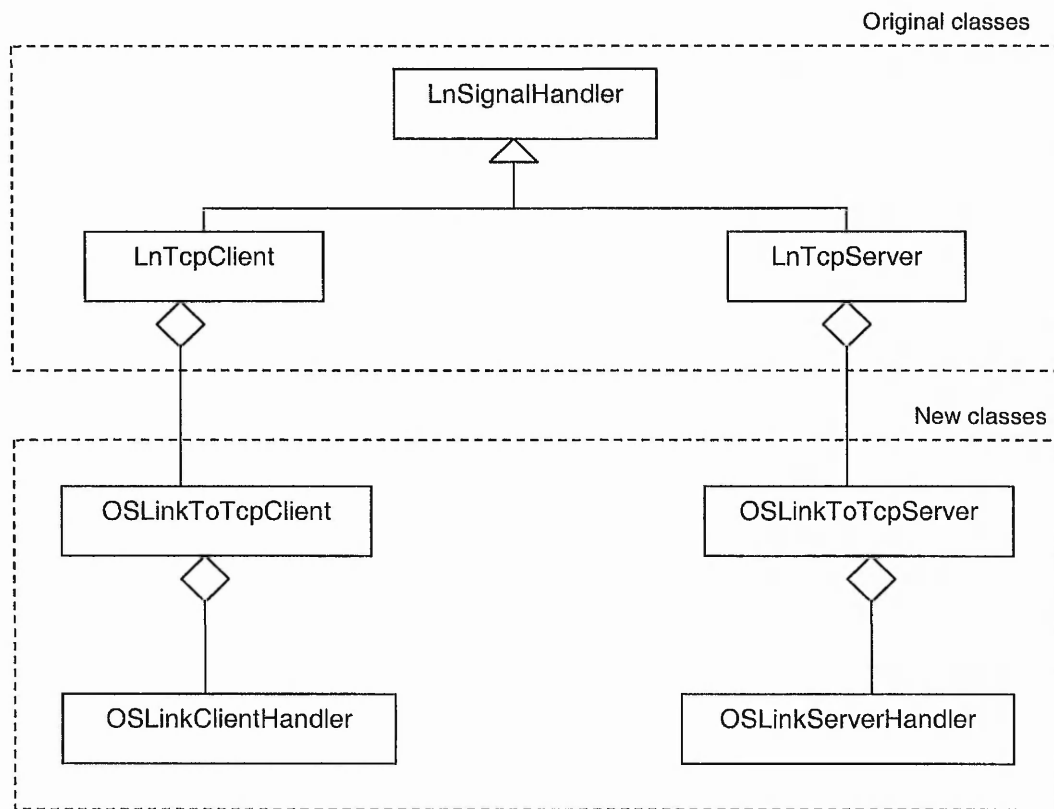 Original classes
LnSignalHandler
LnTcpClient
LnTcpServer
New classes
OSLinkToTcpClient
OSLinkToTcpServer
OSLinkClientHandler
OSLinkServerHandler